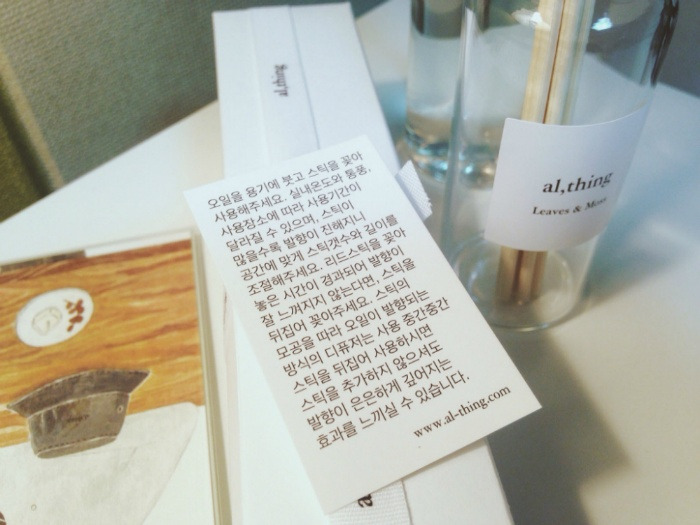 al,thing
오일을 용기에 붓고 스틱을 꽂아
사용해주세요. 실내온도와 통풍,
사용장소에 따라 사용기간이
달라질 수 있으며, 스틱이
많을수록 발향이 진해지니
공간에 맞게 스틱갯수와 길이를
조절해주세요. 리드스틱을 꽂아
놓은 시간이 경과되어 발향이
잘 느껴지지 않는다면, 스틱을
뒤집어 꽂아주세요. 스틱의
모공을 따라 오일이 발향되는
방식의 디퓨저는 사용 중간중간
스틱을 뒤집어 사용하시면
스틱을 추가하지 않으셔도
발향이 은은하게 깊어지는
효과를 느끼실 수 있습니다.
www.al-thing.com
al,thing
Leaves & More